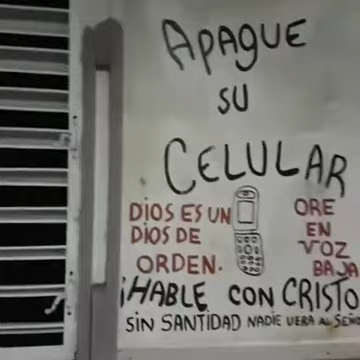 APAGUE
SU
CELULAR
DIOS ES UN
DIOS DE
ORDEN.
ORE
EN
VOZ
BAJA
¡HABLE CON CRISTO
SIN SANTIDAD NADIE VERA AL SEÑO